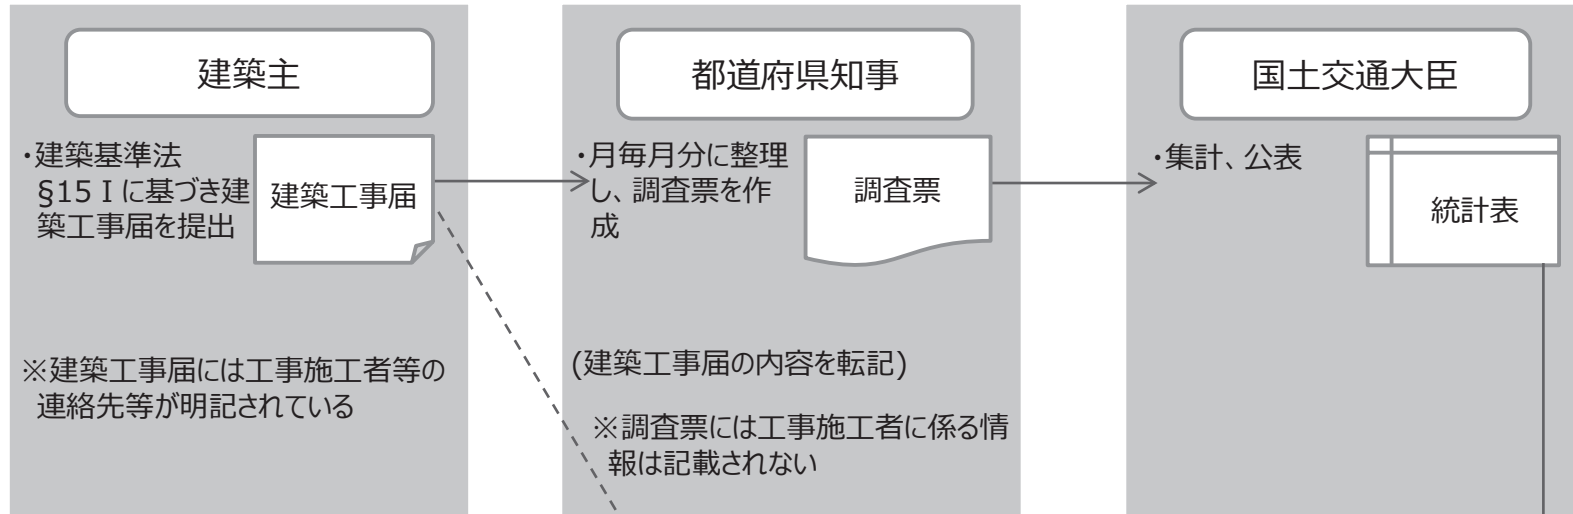 建築主
・建築基準法
§15Ⅰに基づき建
築工事届を提出
建築工事届
※建築工事届には工事施工者等の
連絡先等が明記されている
都道府県知事
・月毎月分に整理
し、調査票を作
成
調査票
(建築工事届の内容を転記)
※調査票には工事施工者に係る情
報は記載されない
国土交通大臣
・集計、公表
統計表